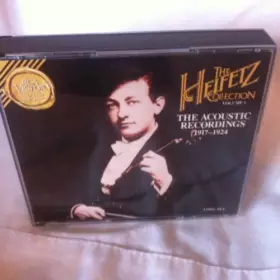 THE
HEIFETZ
COLLECTION
VOLUME 1
THE ACOUSTIC
RECORDINGS
1917–1924